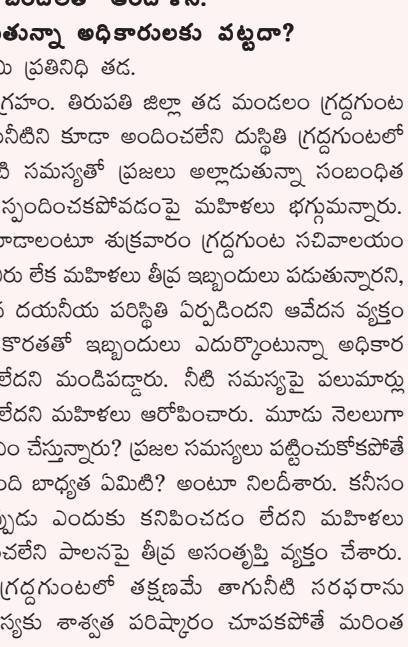 తున్నా అధికారులకు పట్టదా?
మి ప్రతినిధి తడ.
గ్రహం. తిరుపతి జిల్లా తడ మండలం గ్రద్దగుంట
నీటిని కూడా అందించలేని దుస్థితి గ్రద్దగుంటలో
టి సమస్యతో ప్రజలు అల్లాడుతున్నా సంబంధిత
స్పందించకపోవడంపై మహిళలు భగ్గుమన్నారు.
డాలంటూ శుక్రవారం గ్రద్దగుంట సచివాలయం
రు లేక మహిళలు తీవ్ర ఇబ్బందులు పడుతున్నారని,
దయనీయ పరిస్థితి ఏర్పడిందని ఆవేదన వ్యక్తం
కొరతతో ఇబ్బందులు ఎదుర్కొంటున్నా అధికార
లేదని మండిపడ్డారు. నీటి సమస్యపై పలుమార్లు
లేదని మహిళలు ఆరోపించారు. మూడు నెలలుగా
ం చేస్తున్నారు? ప్రజల సమస్యలు పట్టించుకోకపోతే
ంది బాధ్యత ఏమిటి? అంటూ నిలదీశారు. కనీసం
ప్పుడు ఎందుకు కనిపించడం లేదని మహిళలు
చలేని పాలనపై తీవ్ర అసంతృప్తి వ్యక్తం చేశారు.
గ్రద్దగుంటలో తక్షణమే తాగునీటి సరఫరాను
స్యకు శాశ్వత పరిష్కారం చూపకపోతే మరింత